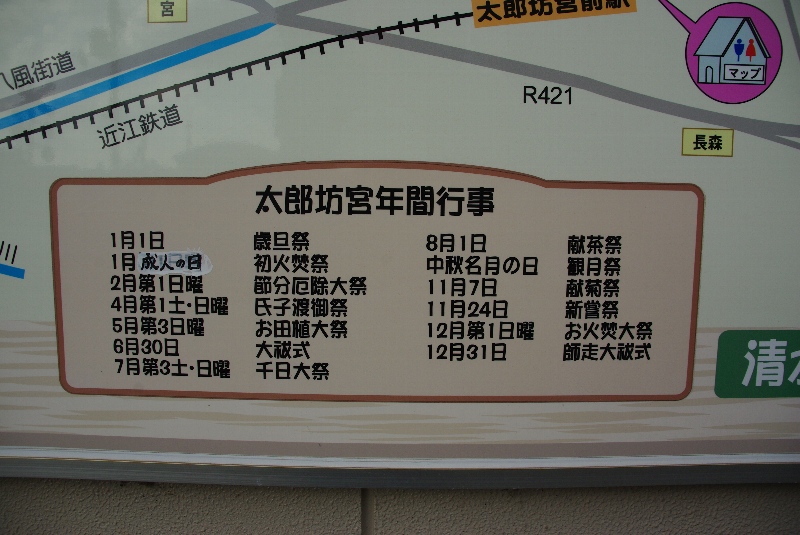 宮
太郎坊宮前駅
八風街道
マップ
R421
近江鉄道
長森
太郎坊宮年間行事
1月1日 歳旦祭
1月 成人の日 初火焚祭
2月第1日曜 節分厄除大祭
4月第1土・日曜 氏子渡御祭
5月第3日曜 お田植大祭
6月30日 大祓式
7月第3土・日曜 千日大祭
8月1日 献茶祭
中秋名月の日 観月祭
11月7日 献菊祭
11月24日 新嘗祭
12月第1日曜 お火焚大祭
12月31日 師走大祓式
川
清